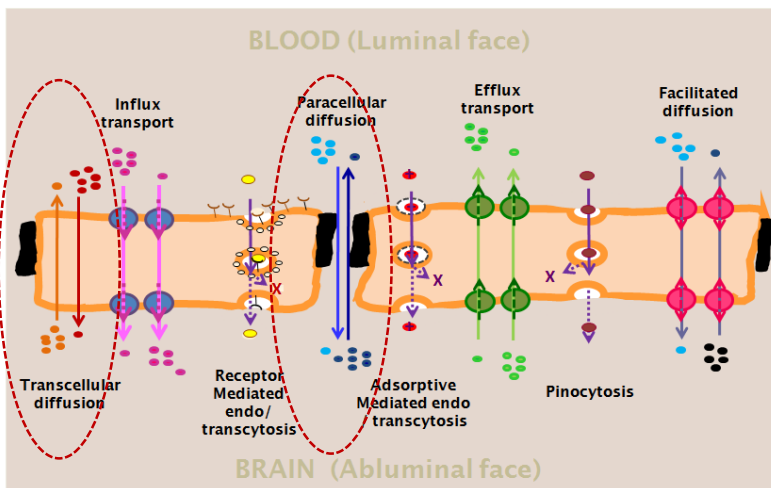 BLOOD (Luminal face)
Influx
transport
Paracellular
diffusion
Efflux
transport
Facilitated
diffusion
X
X
X
Transcellular
diffusion
Receptor
Mediated
endo/
transcytosis
Adsorptive
Mediated endo
transcytosis
Pinocytosis
BRAIN (Abluminal face)